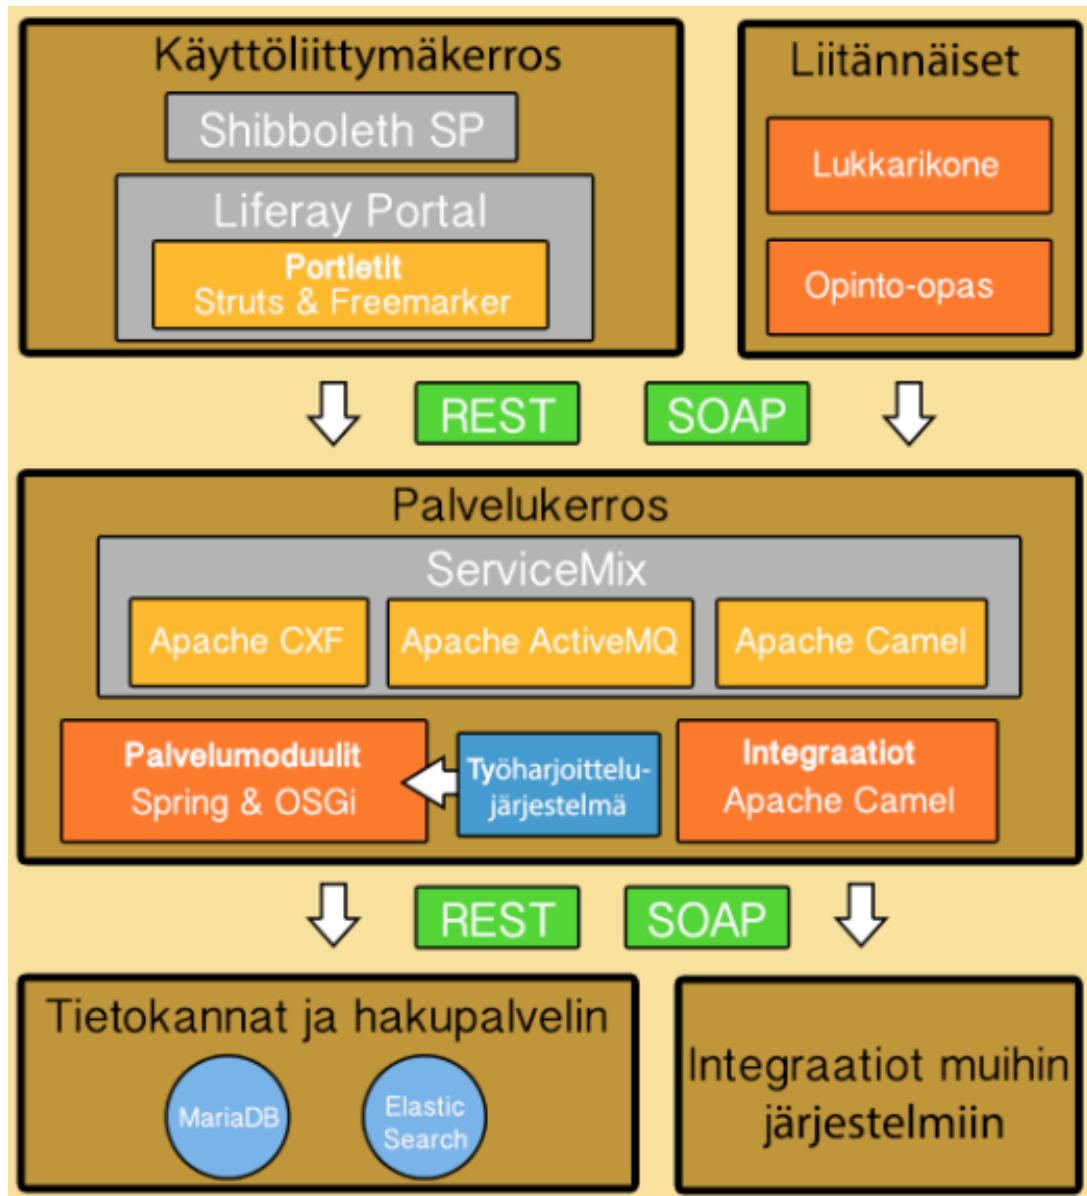 Käyttöliittymäkerros
Shibboleth SP
Liferay Portal
Portletit
Struts & Freemarker
Liitännäiset
Lukkarikone
Opinto-opas
REST
SOAP
Palvelukerros
ServiceMix
Apache CXF
Apache ActiveMQ
Apache Camel
Palvelumoduulit
Spring & OSGi
Työharjoittelu-
järjestelmä
Integraatiot
Apache Camel
REST
SOAP
Tietokannat ja hakupalvelin
MariaDB
Elastic
Search
Integraatiot muihin
järjestelmiin